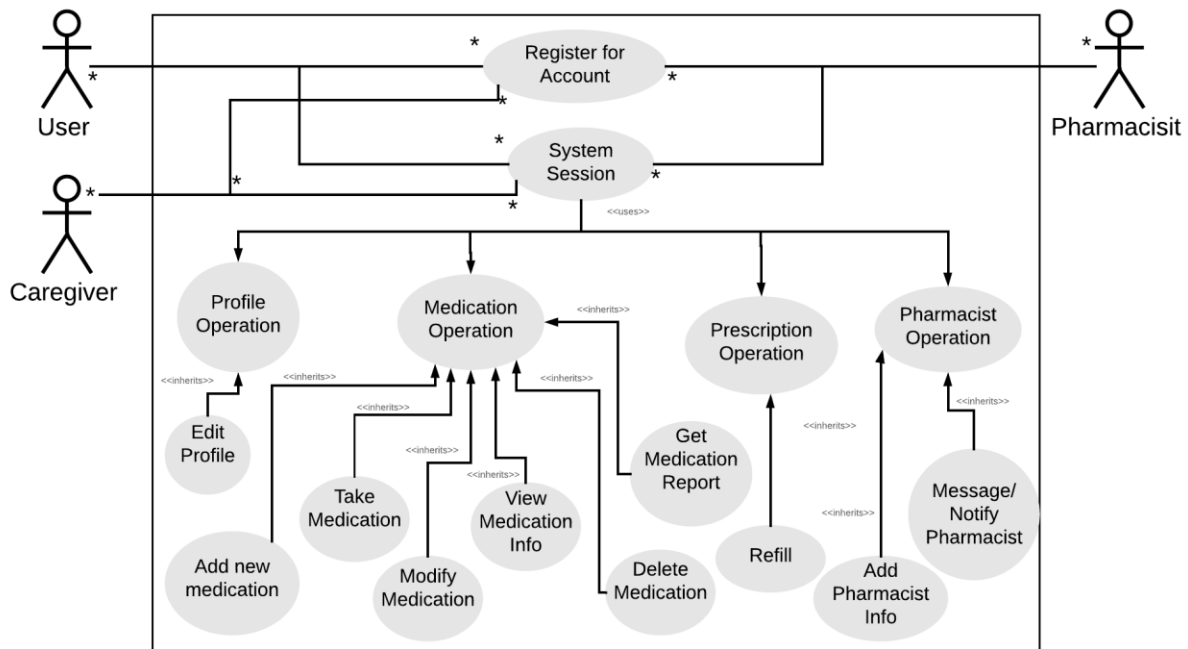 Register for
Account
User
Pharmacisit
System
Session
<<uses>>
Caregiver
Profile
Operation
Medication
Operation
<<inherits>>
Prescription
Operation
Pharmacist
Operation
<<inherits>>
<<inherits>>
<<inherits>>
<<inherits>>
<<inherits>>
Edit
Profile
<<inherits>>
<<inherits>>
<<inherits>>
<<inherits>>
Get
Medication
Report
Take
Medication
View
Medication
Info
Message/
Notify
Pharmacist
<<inherits>>
Add new
medication
Modify
Medication
Delete
Medication
Refill
Add
Pharmacist
Info